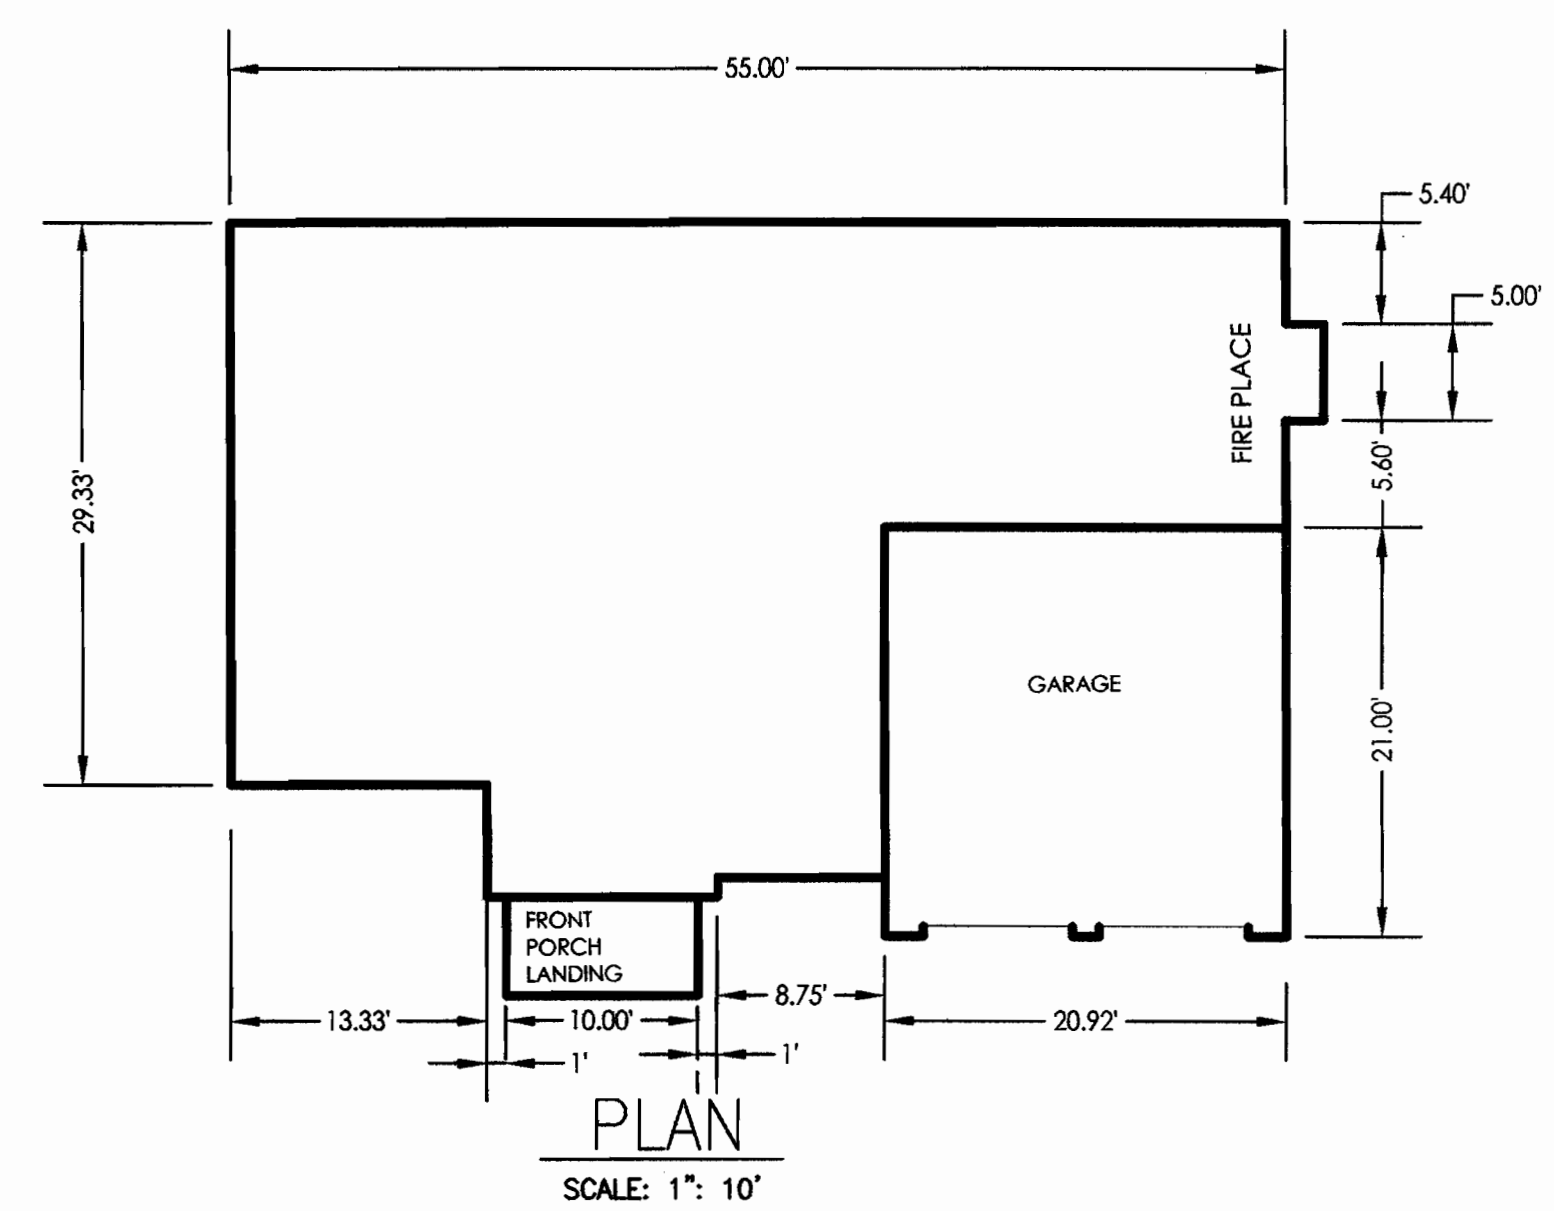 55.00'
5.40'
5.00'
FIRE PLACE
29.33'
5.60'
GARAGE
21.00'
FRONT
PORCH
LANDING
8.75'
13.33'
10.00'
20.92'
1'
1'
PLAN
SCALE: 1": 10'